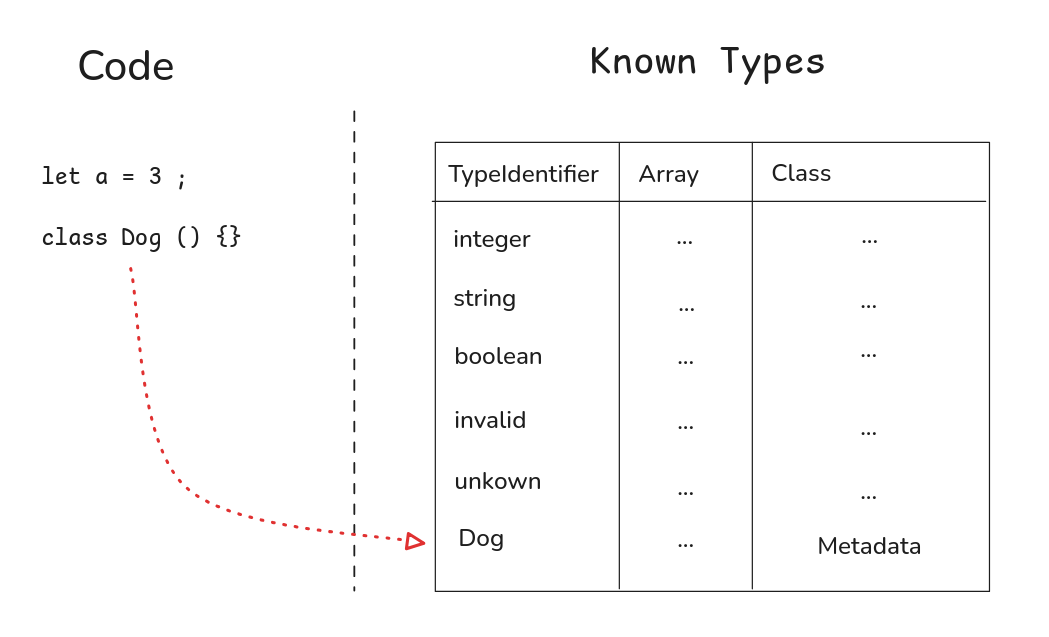 Code
Known Types
let a = 3 ;
class Dog () {}
TypeIdentifier Array Class
integer ... ...
string ... ...
boolean ... ...
invalid ... ...
unkown ... ...
Dog ... Metadata